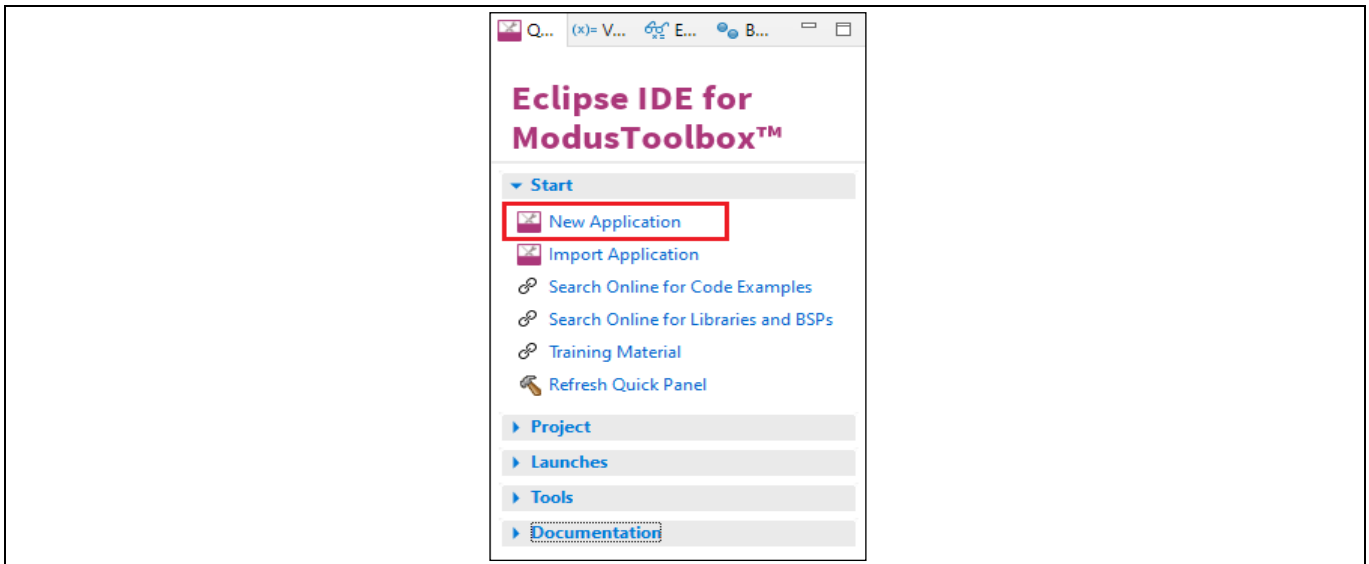 Q... (x)= V... E... B...
Eclipse IDE for
ModusToolbox™
Start
New Application
Import Application
Search Online for Code Examples
Search Online for Libraries and BSPs
Training Material
Refresh Quick Panel
Project
Launches
Tools
Documentation